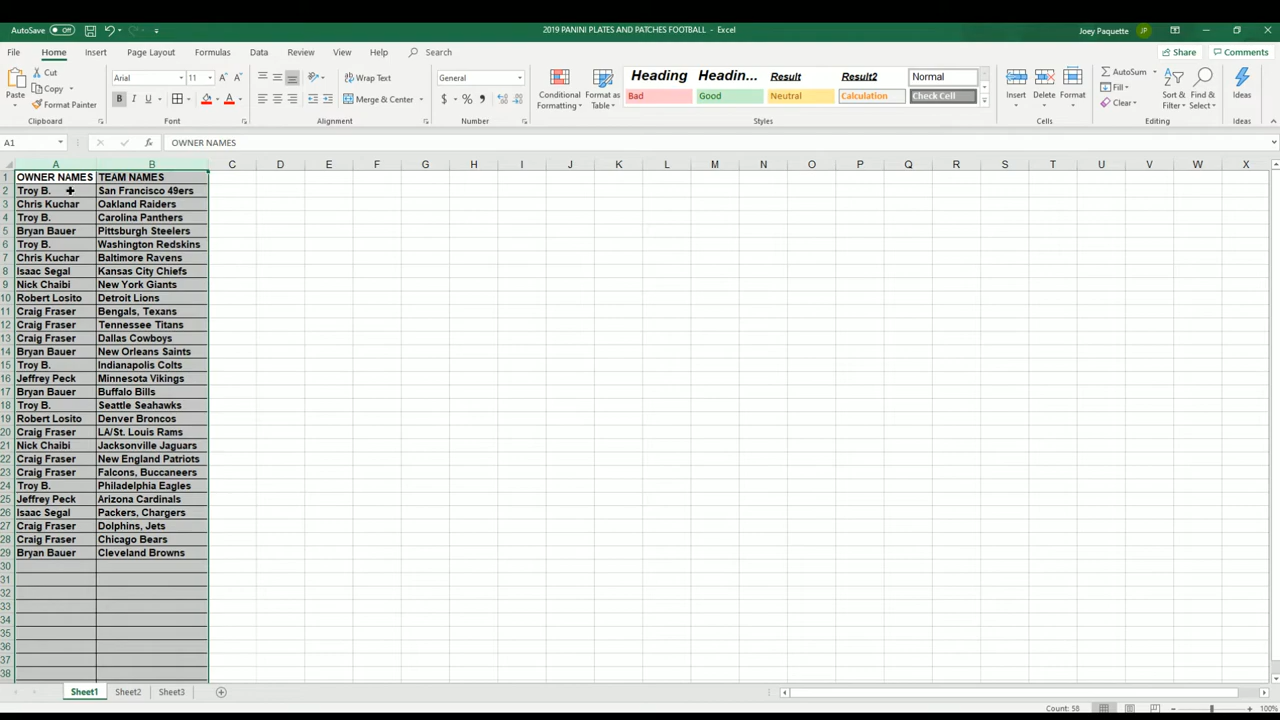 AutoSave Off
2019 PANINI PLATES AND PATCHES FOOTBALL - Excel
Joey Paquette JP
File Home Insert Page Layout Formulas Data Review View Help Search
Share Comments
Paste
Cut
Copy
Format Painter
Clipboard
Arial 11
B I U
Font
Wrap Text
Merge & Center
Alignment
General
$ %
Number
Conditional Formatting
Format as Table
Heading Headin... Result Result2 Normal
Bad Good Neutral Calculation Check Cell
Styles
Insert Delete Format
Cells
AutoSum
Fill
Clear
Sort & Filter
Find & Select
Editing
Ideas
Ideas
A1 fx OWNER NAMES
A B C D E F G H I J K L M N O P Q R S T U V W X
1 OWNER NAMES TEAM NAMES
2 Troy B. San Francisco 49ers
3 Chris Kuchar Oakland Raiders
4 Troy B. Carolina Panthers
5 Bryan Bauer Pittsburgh Steelers
6 Troy B. Washington Redskins
7 Chris Kuchar Baltimore Ravens
8 Isaac Segal Kansas City Chiefs
9 Nick Chaibi New York Giants
10 Robert Losito Detroit Lions
11 Craig Fraser Bengals, Texans
12 Craig Fraser Tennessee Titans
13 Craig Fraser Dallas Cowboys
14 Bryan Bauer New Orleans Saints
15 Troy B. Indianapolis Colts
16 Jeffrey Peck Minnesota Vikings
17 Bryan Bauer Buffalo Bills
18 Troy B. Seattle Seahawks
19 Robert Losito Denver Broncos
20 Craig Fraser LA/St. Louis Rams
21 Nick Chaibi Jacksonville Jaguars
22 Craig Fraser New England Patriots
23 Craig Fraser Falcons, Buccaneers
24 Troy B. Philadelphia Eagles
25 Jeffrey Peck Arizona Cardinals
26 Isaac Segal Packers, Chargers
27 Craig Fraser Dolphins, Jets
28 Craig Fraser Chicago Bears
29 Bryan Bauer Cleveland Browns
30
31
32
33
34
35
36
37
38
Sheet1 Sheet2 Sheet3
Count: 58 100%